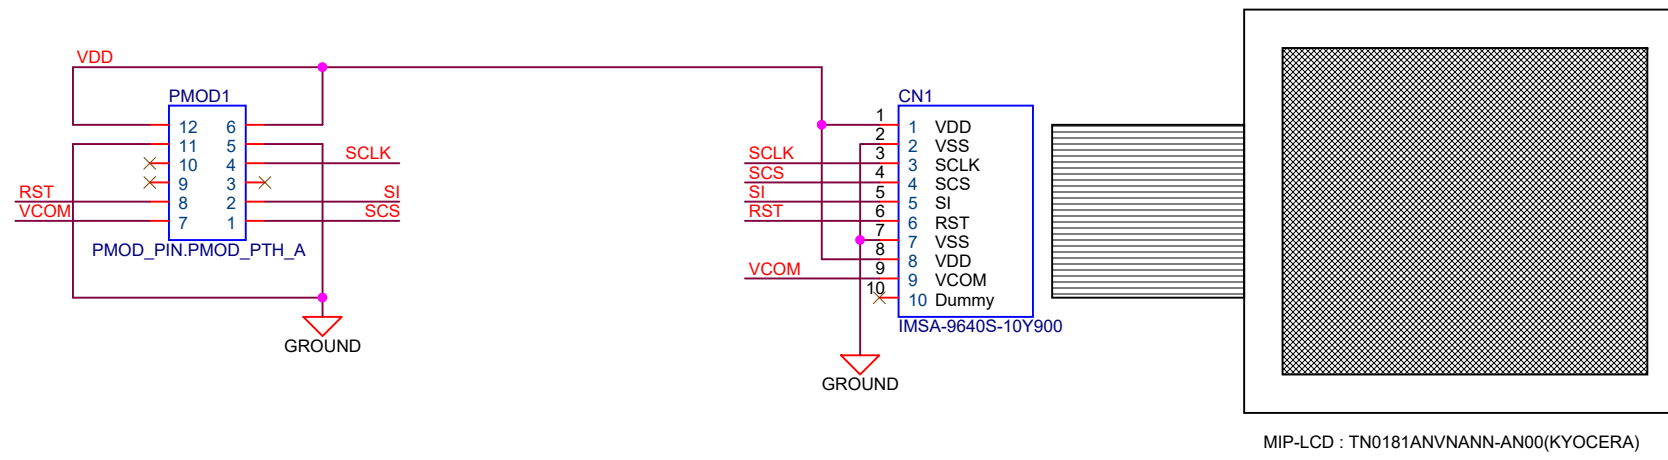 VDD
PMOD1
12 6
11 5
10 4 SCLK
9 3
RST 8 2 SI
VCOM 7 1 SCS
PMOD_PIN.PMOD_PTH_A
GROUND
CN1
1 1 VDD
2 2 VSS
SCLK 3 3 SCLK
SCS 4 4 SCS
SI 5 5 SI
RST 6 6 RST
7 7 VSS
8 8 VDD
VCOM 9 9 VCOM
10 10 Dummy
IMSA-9640S-10Y900
GROUND
MIP-LCD : TN0181ANVNANN-AN00(KYOCERA)